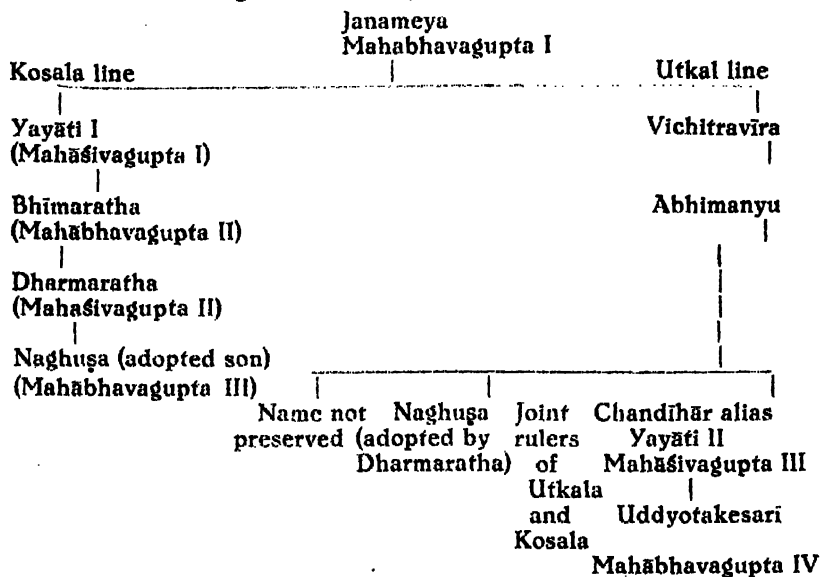 Janameya
Mahabhavagupta I
Kosala line Utkal line
Yayāti I Vichitravīra
(Mahāśivagupta I)
Bhīmaratha Abhimanyu
(Mahābhavagupta II)
Dharmaratha
(Mahaśivagupta II)
Naghuṣa (adopted son)
(Mahābhavagupta III)
Name not Naghuṣa Joint Chandīhār alias
preserved (adopted by rulers Yayāti II
Dharmaratha) of Mahāśivagupta III
Utkala
and Uddyotakesari
Kosala
Mahābhavagupta IV